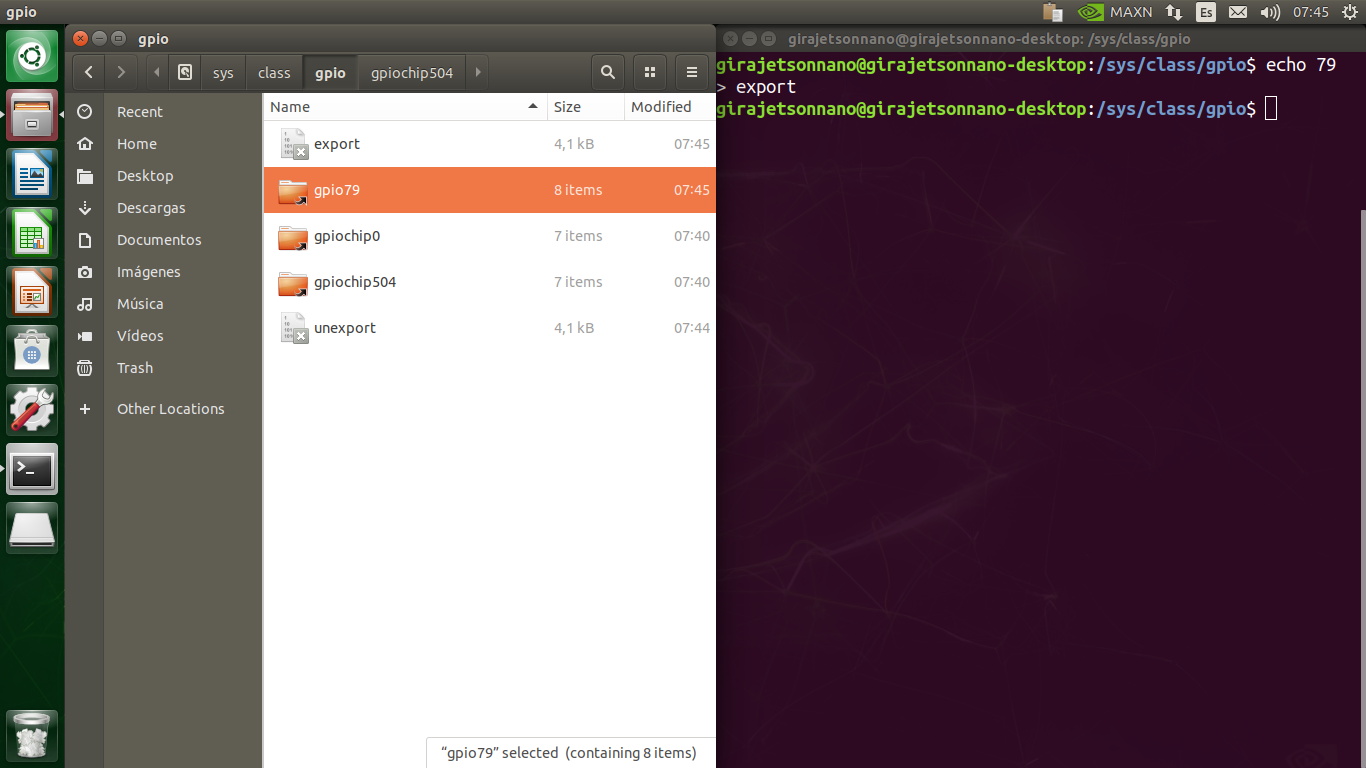 gpio
MAXN Es 07:45
gpio
sys class gpio gpiochip504
Recent
Home
Desktop
Descargas
Documentos
Imágenes
Música
Vídeos
Trash
Other Locations
Name Size Modified
export 4,1 kB 07:45
gpio79 8 items 07:45
gpiochip0 7 items 07:40
gpiochip504 7 items 07:40
unexport 4,1 kB 07:44
“gpio79” selected (containing 8 items)
girajetsonnano@girajetsonnano-desktop: /sys/class/gpio
girajetsonnano@girajetsonnano-desktop:/sys/class/gpio$ echo 79
> export
girajetsonnano@girajetsonnano-desktop:/sys/class/gpio$